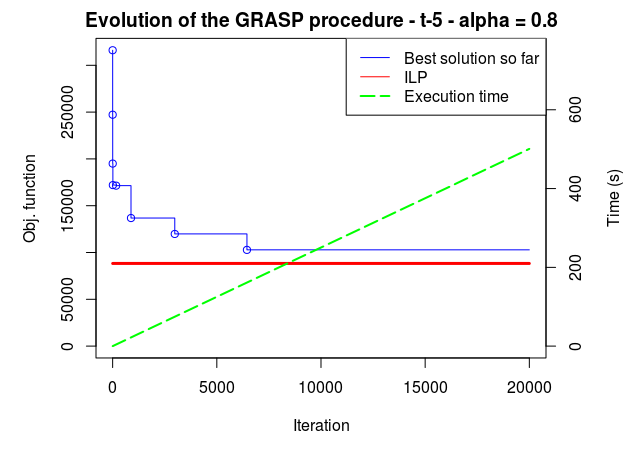 Evolution of the GRASP procedure - t-5 - alpha = 0.8
Best solution so far
ILP
Execution time
Obj. function
0
50000
150000
250000
Time (s)
0
200
400
600
0
5000
10000
15000
20000
Iteration